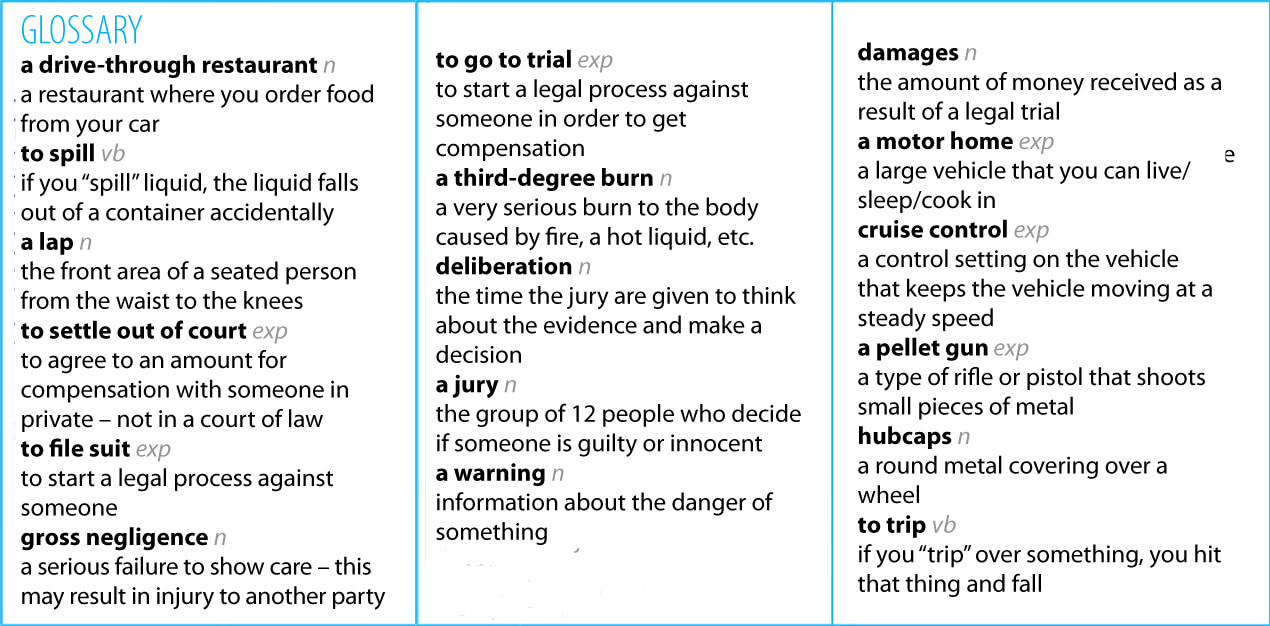 GLOSSARY
a drive-through restaurant n
a restaurant where you order food
from your car
to spill vb
if you “spill” liquid, the liquid falls
out of a container accidentally
a lap n
the front area of a seated person
from the waist to the knees
to settle out of court exp
to agree to an amount for
compensation with someone in
private – not in a court of law
to file suit exp
to start a legal process against
someone
gross negligence n
a serious failure to show care – this
may result in injury to another party
to go to trial exp
to start a legal process against
someone in order to get
compensation
a third-degree burn n
a very serious burn to the body
caused by fire, a hot liquid, etc.
deliberation n
the time the jury are given to think
about the evidence and make a
decision
a jury n
the group of 12 people who decide
if someone is guilty or innocent
a warning n
information about the danger of
something
damages n
the amount of money received as a
result of a legal trial
a motor home exp
e
a large vehicle that you can live/
sleep/cook in
cruise control exp
a control setting on the vehicle
that keeps the vehicle moving at a
steady speed
a pellet gun exp
a type of rifle or pistol that shoots
small pieces of metal
hubcaps n
a round metal covering over a
wheel
to trip vb
if you “trip” over something, you hit
that thing and fall